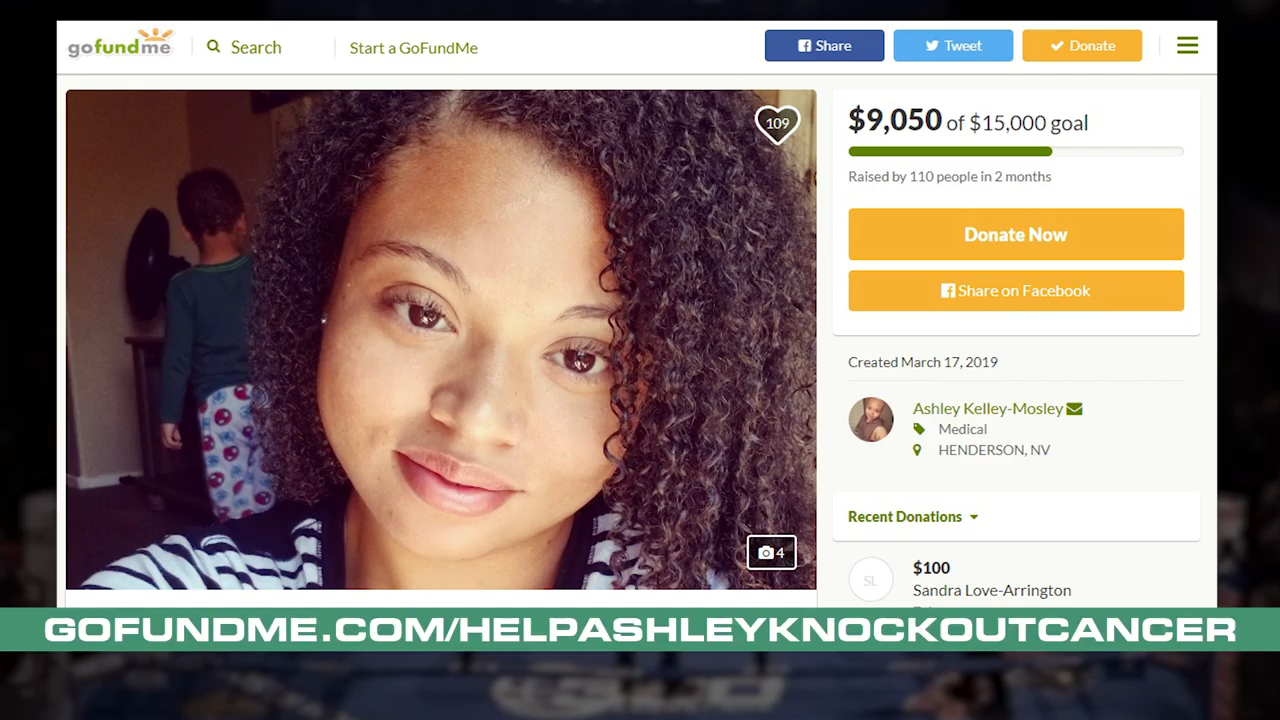 gofundme
Search
Start a GoFundMe
Share
Tweet
Donate
109
4
$9,050 of $15,000 goal
Raised by 110 people in 2 months
Donate Now
Share on Facebook
Created March 17, 2019
Ashley Kelley-Mosley
Medical
HENDERSON, NV
Recent Donations
SL
$100
Sandra Love-Arrington
GOFUNDME.COM/HELPASHLEYKNOCKOUTCANCER